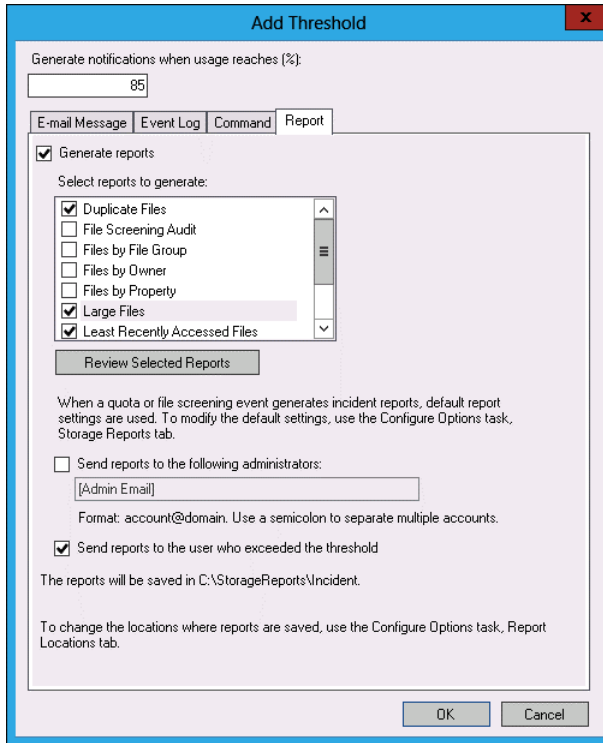 Add Threshold
x
Generate notifications when usage reaches (%):
85
E-mail Message
Event Log
Command
Report
Generate reports
Select reports to generate:
Duplicate Files
File Screening Audit
Files by File Group
Files by Owner
Files by Property
Large Files
Least Recently Accessed Files
Review Selected Reports
When a quota or file screening event generates incident reports, default report
settings are used. To modify the default settings, use the Configure Options task,
Storage Reports tab.
Send reports to the following administrators:
[Admin Email]
Format: account@domain. Use a semicolon to separate multiple accounts.
Send reports to the user who exceeded the threshold
The reports will be saved in C:\StorageReports\Incident.
To change the locations where reports are saved, use the Configure Options task, Report
Locations tab.
OK
Cancel